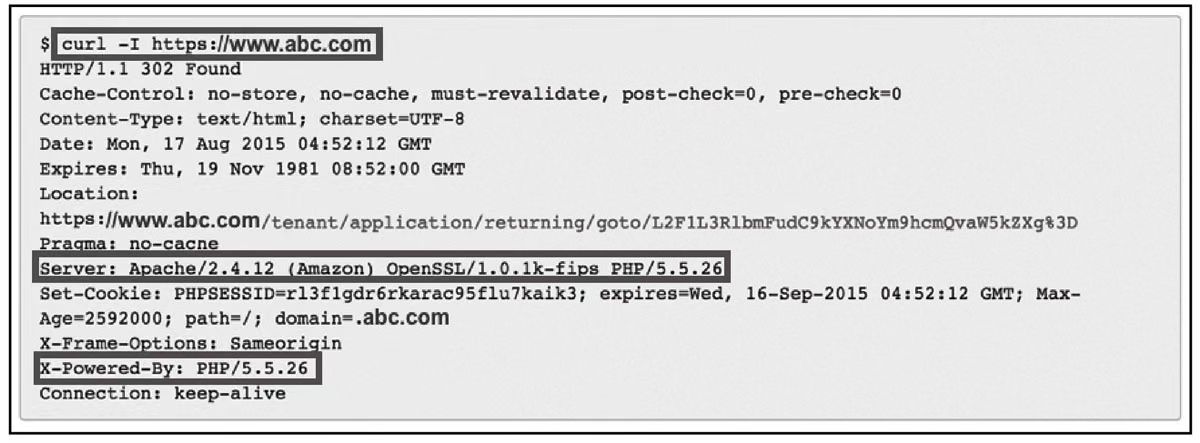 $ curl -I https://www.abc.com
HTTP/1.1 302 Found
Cache-Control: no-store, no-cache, must-revalidate, post-check=0, pre-check=0
Content-Type: text/html; charset=UTF-8
Date: Mon, 17 Aug 2015 04:52:12 GMT
Expires: Thu, 19 Nov 1981 08:52:00 GMT
Location:
https://www.abc.com/tenant/application/returning/goto/L2F1L3RlbmFudC9kYXNoYm9hcmQvaW5kZXg%3D
Pragma: no-cache
Server: Apache/2.4.12 (Amazon) OpenSSL/1.0.1k-fips PHP/5.5.26
Set-Cookie: PHPSESSID=rl3f1gdr6rkarac95flu7kaik3; expires=Wed, 16-Sep-2015 04:52:12 GMT; Max-
Age=2592000; path=/; domain=.abc.com
X-Frame-Options: Sameorigin
X-Powered-By: PHP/5.5.26
Connection: keep-alive